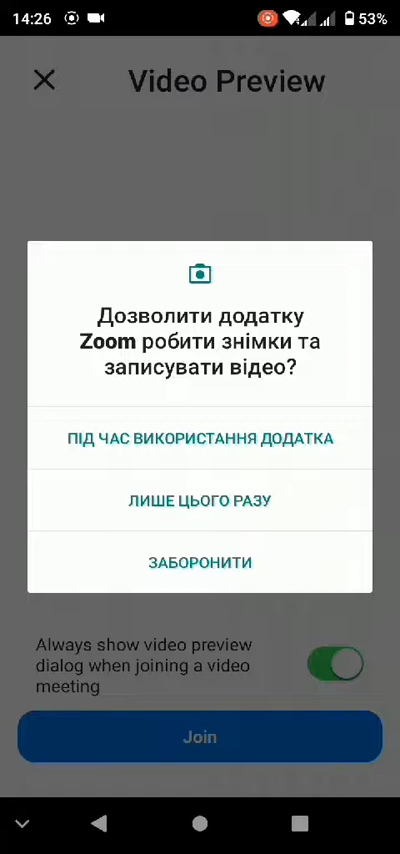 14:26
53%
Video Preview
Дозволити додатку
Zoom робити знімки та
записувати відео?
ПІД ЧАС ВИКОРИСТАННЯ ДОДАТКА
ЛИШЕ ЦЬОГО РАЗУ
ЗАБОРОНИТИ
Always show video preview
dialog when joining a video
meeting
Join